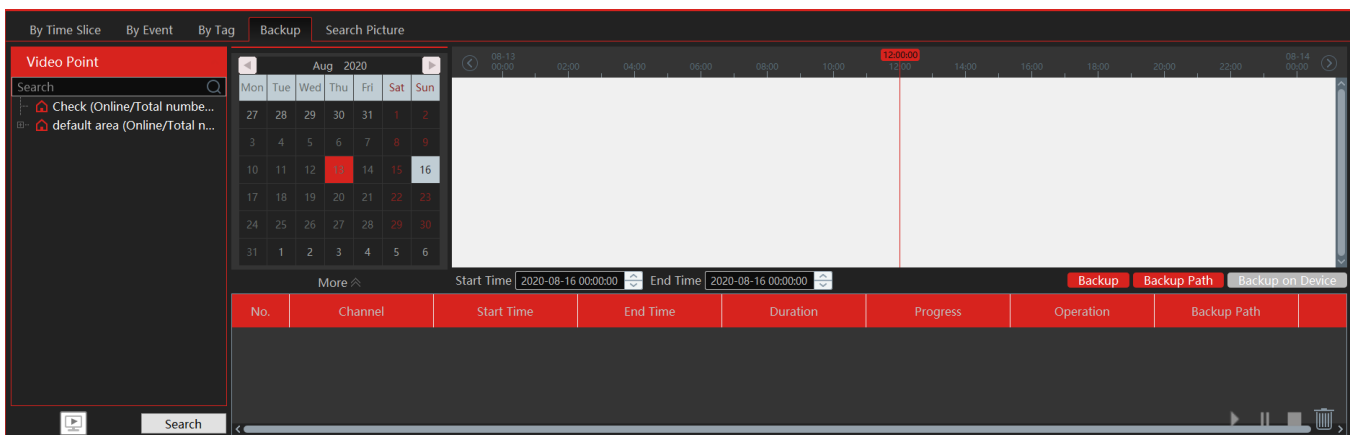 By Time Slice By Event By Tag Backup Search Picture
Video Point
Search
Check (Online/Total numbe...
default area (Online/Total n...
Search
Aug 2020
Mon Tue Wed Thu Fri Sat Sun
27 28 29 30 31 1 2
3 4 5 6 7 8 9
10 11 12 13 14 15 16
17 18 19 20 21 22 23
24 25 26 27 28 29 30
31 1 2 3 4 5 6
More
08-13 12:00:00 08-14
00:00 02:00 04:00 06:00 08:00 10:00 12:00 14:00 16:00 18:00 20:00 22:00 00:00
Start Time 2020-08-16 00:00:00 End Time 2020-08-16 00:00:00 Backup Backup Path Backup on Device
No. Channel Start Time End Time Duration Progress Operation Backup Path